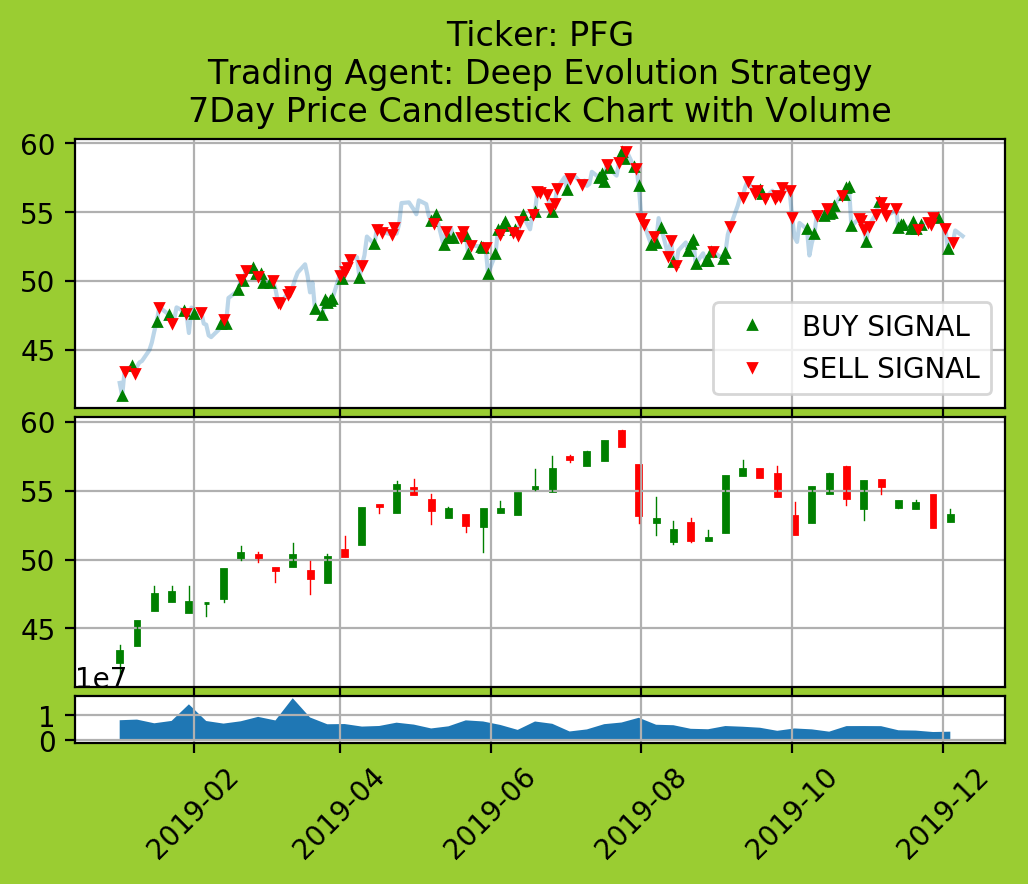 Ticker: PFG
Trading Agent: Deep Evolution Strategy
7Day Price Candlestick Chart with Volume
60
55
50
45
BUY SIGNAL
SELL SIGNAL
60
55
50
45
1e7
1
0
2019-02
2019-04
2019-06
2019-08
2019-10
2019-12